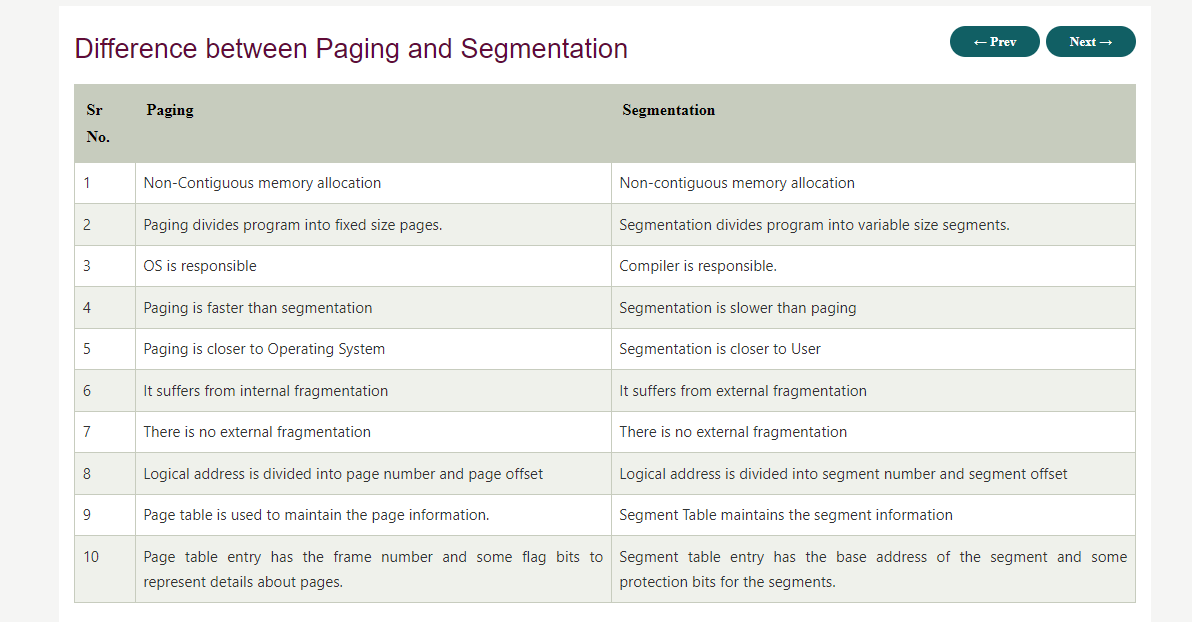 Difference between Paging and Segmentation
← Prev
Next →
Sr No.
Paging
Segmentation
1
Non-Contiguous memory allocation
Non-contiguous memory allocation
2
Paging divides program into fixed size pages.
Segmentation divides program into variable size segments.
3
OS is responsible
Compiler is responsible.
4
Paging is faster than segmentation
Segmentation is slower than paging
5
Paging is closer to Operating System
Segmentation is closer to User
6
It suffers from internal fragmentation
It suffers from external fragmentation
7
There is no external fragmentation
There is no external fragmentation
8
Logical address is divided into page number and page offset
Logical address is divided into segment number and segment offset
9
Page table is used to maintain the page information.
Segment Table maintains the segment information
10
Page table entry has the frame number and some flag bits to
represent details about pages.
Segment table entry has the base address of the segment and some
protection bits for the segments.